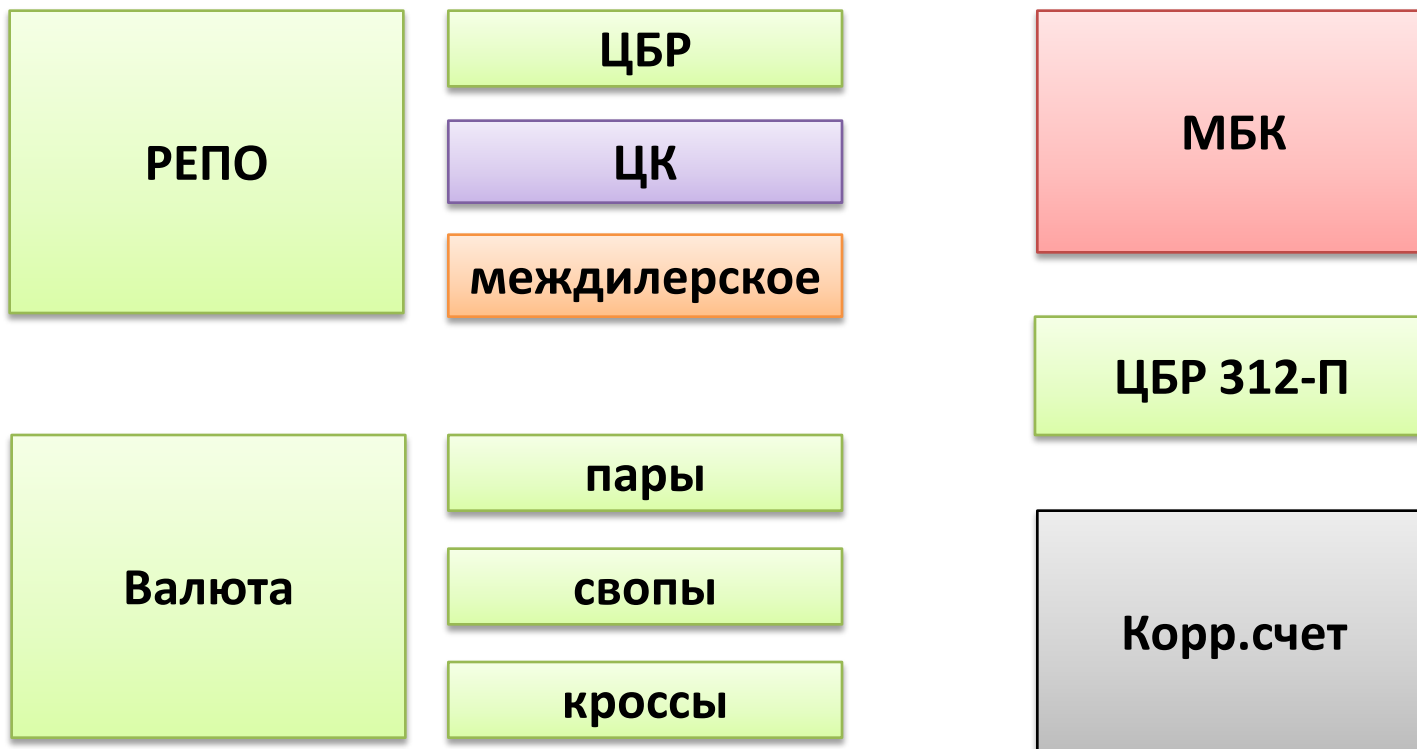 РЕПО
ЦБР
ЦК
междилерское
МБК
ЦБР 312-П
Валюта
пары
свопы
кроссы
Корр.счет